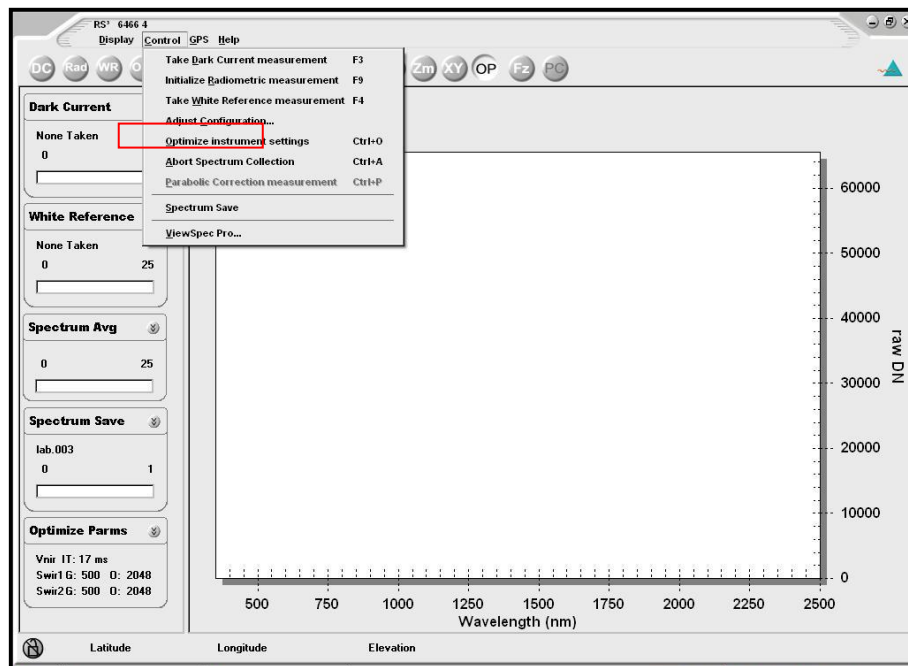 RS³ 6466 4
Display Control GPS Help
DC Rad WR Zm XY OP Fz PC
Take Dark Current measurement F3
Initialize Radiometric measurement F9
Take White Reference measurement F4
Adjust Configuration...
Optimize instrument settings Ctrl+O
Abort Spectrum Collection Ctrl+A
Parabolic Correction measurement Ctrl+P
Spectrum Save
ViewSpec Pro...
Dark Current
None Taken
0
White Reference
None Taken
0 25
Spectrum Avg
0 25
Spectrum Save
lab.003
0 1
Optimize Parms
Vnir IT: 17 ms
Swir1 G: 500 O: 2048
Swir2 G: 500 O: 2048
60000
50000
40000
30000
20000
10000
0
raw DN
500 750 1000 1250 1500 1750 2000 2250 2500
Wavelength (nm)
Latitude Longitude Elevation